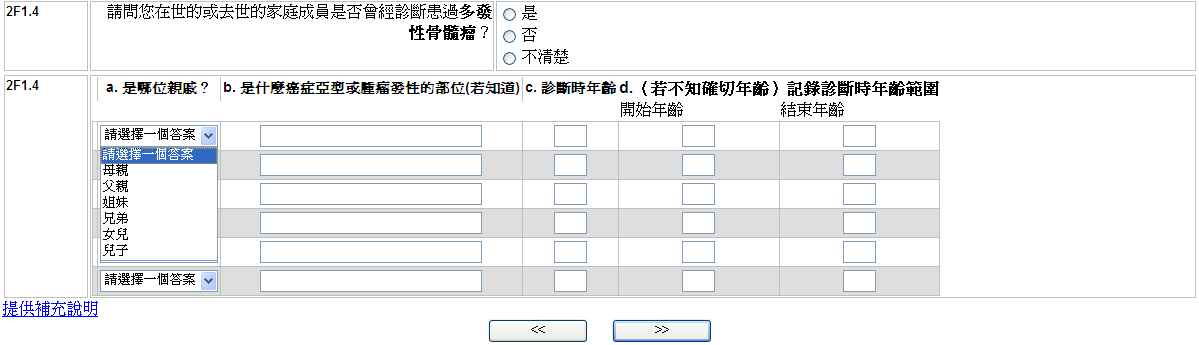 2F1.4
請問您在世的或去世的家庭成員是否曾經診斷患過多發
性骨髓瘤？
是
否
不清楚
2F1.4
a. 是哪位親戚？ b. 是什麼癌症亞型或腫瘤發性的部位(若知道) c. 診斷時年齡 d.（若不知確切年齡）記錄診斷時年齡範圍
開始年齡 結束年齡
請選擇一個答案
請選擇一個答案
母親
父親
姐妹
兄弟
女兒
兒子
請選擇一個答案
提供補充說明
<< >>